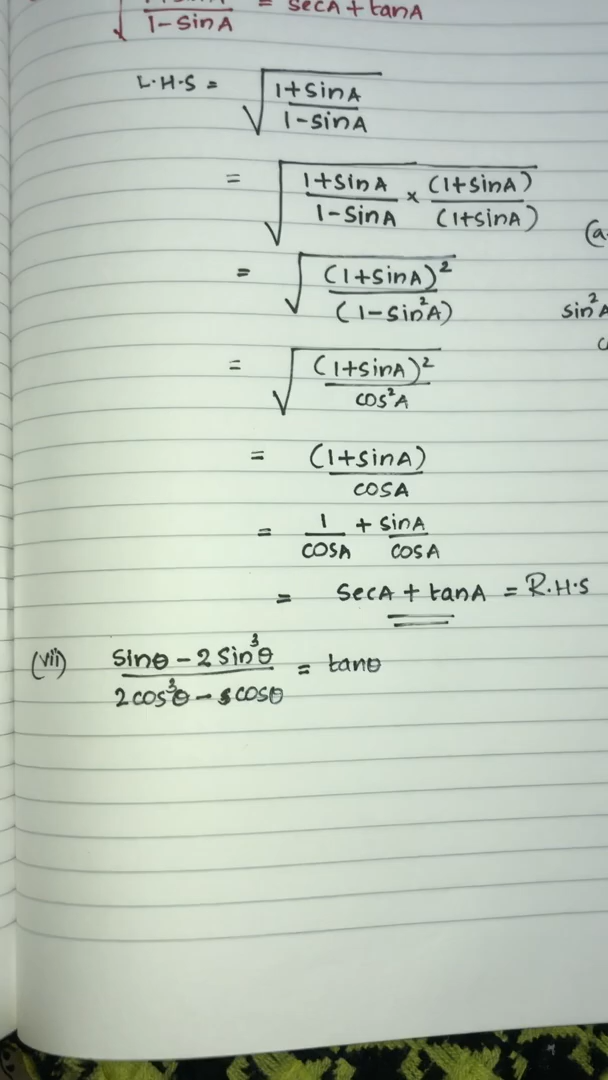 1-sinA = secA + tanA
L.H.S = √((1+sinA)/(1-sinA))
= √((1+sinA)/(1-sinA) × (1+sinA)/(1+sinA))
= √((1+sinA)²/(1-sin²A))
sin²A
= √((1+sinA)²/cos²A)
= (1+sinA)/cosA
= 1/cosA + sinA/cosA
= secA + tanA = R.H.S
(vii) (sinθ - 2sin³θ)/(2cos³θ - cosθ) = tanθ